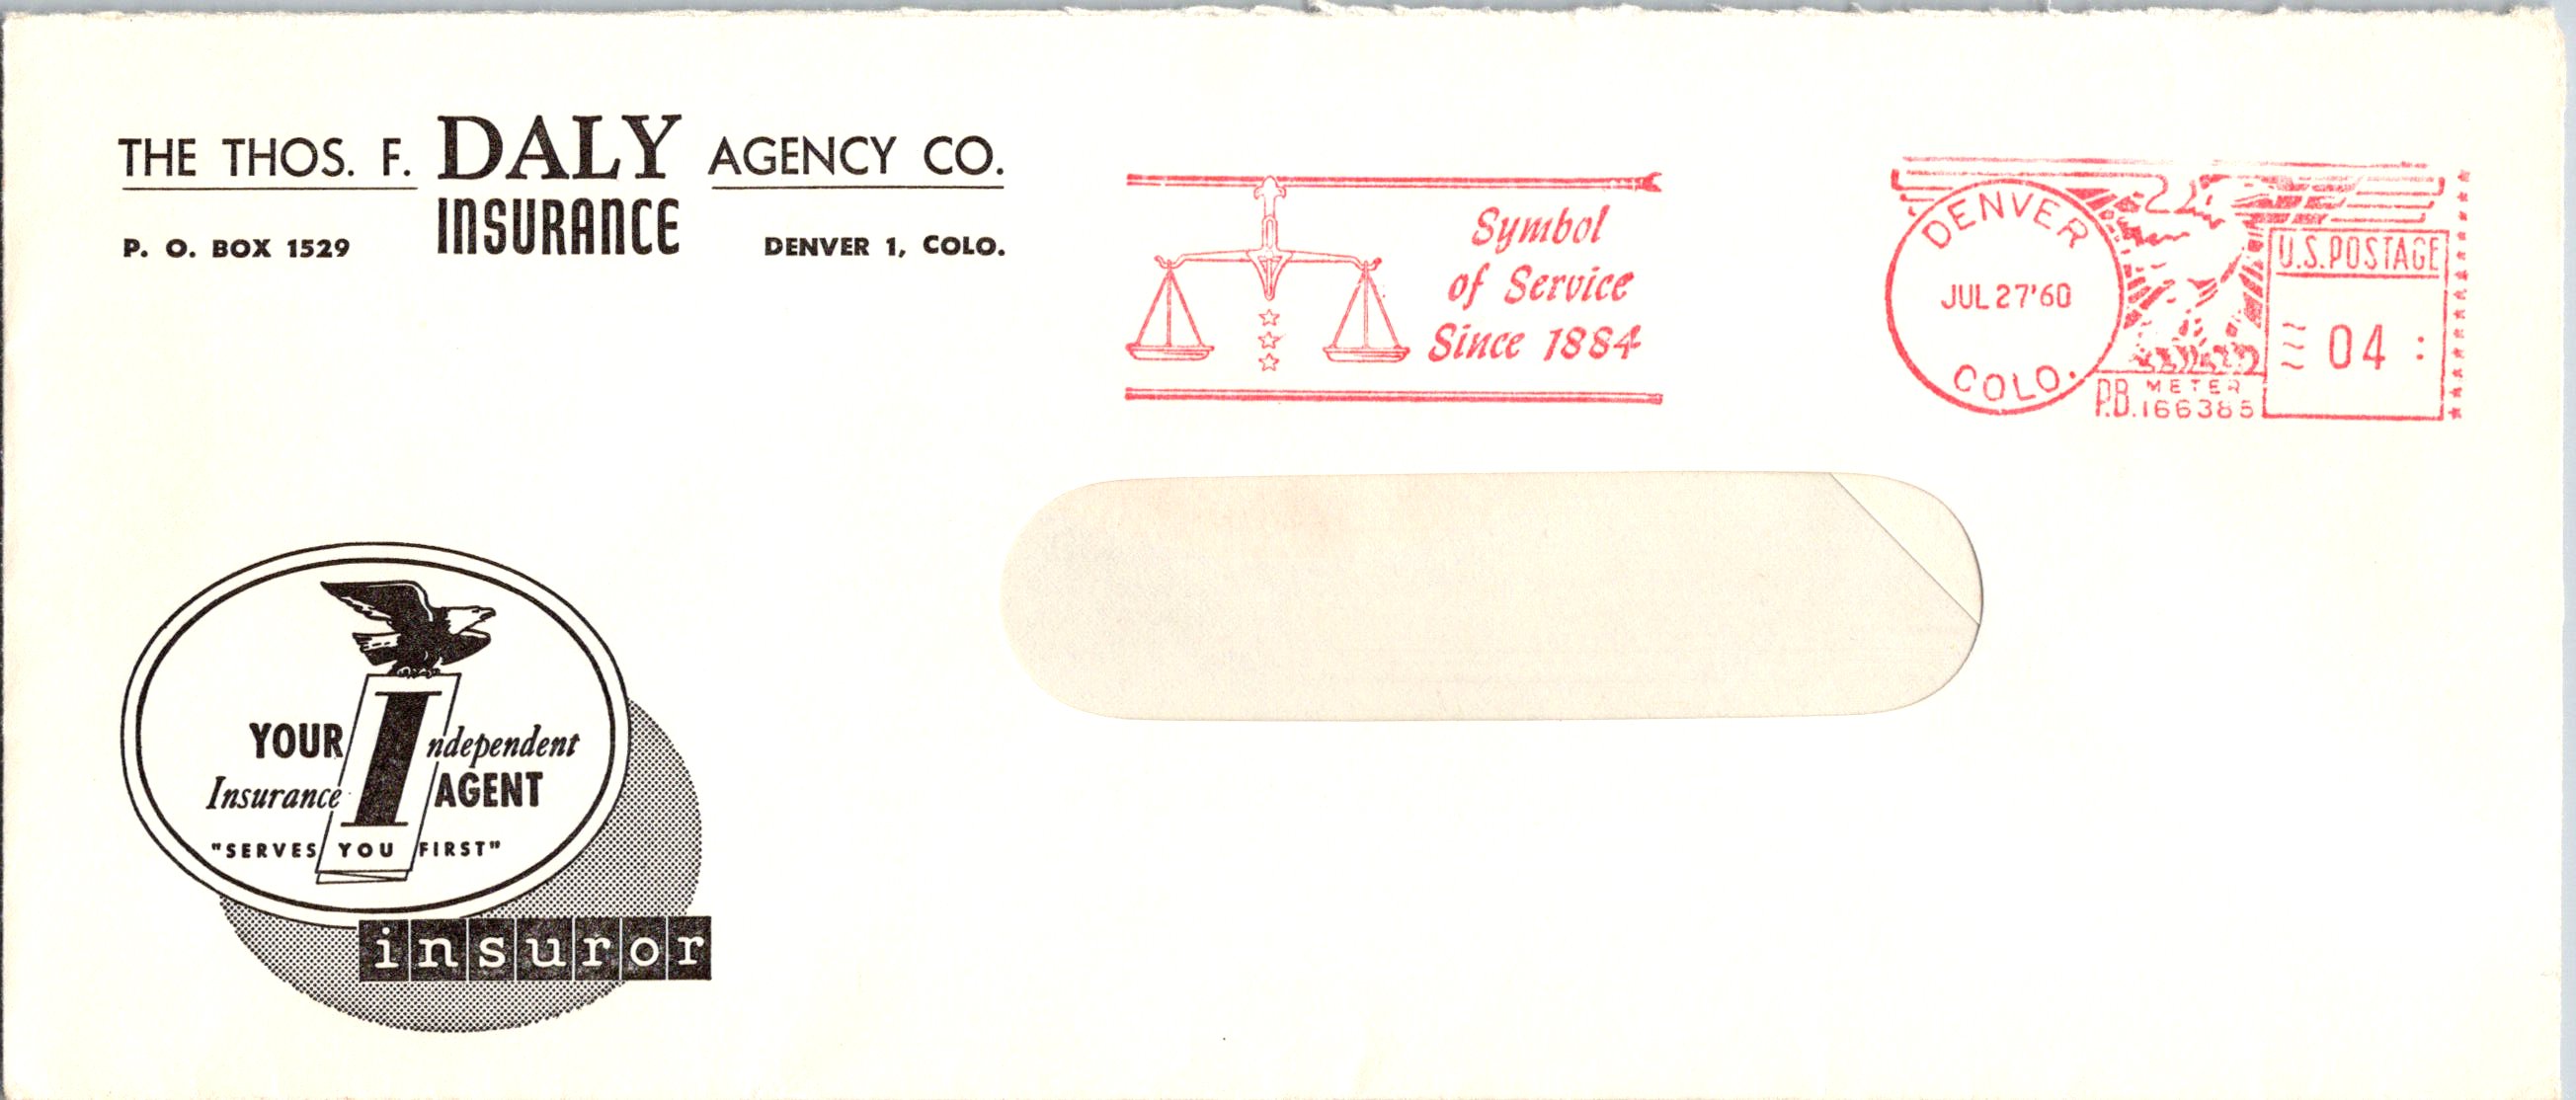 THE THOS. F. DALY AGENCY CO.
INSURANCE
P. O. BOX 1529
DENVER 1, COLO.
Symbol
of Service
Since 1884
DENVER
JUL 27'60
COLO.
P.B. METER
166385
U.S. POSTAGE
04
YOUR Independent
Insurance AGENT
"SERVES YOU FIRST"
insuror